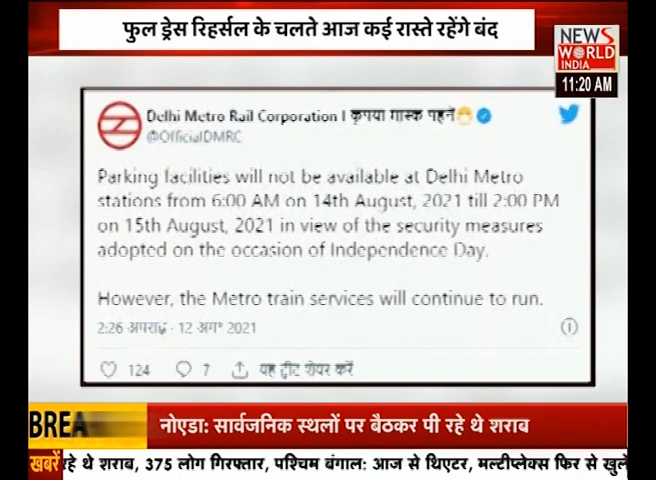 फुल ड्रेस रिहर्सल के चलते आज कई रास्ते रहेंगे बंद
NEWS
WORLD
INDIA
11:20 AM
Delhi Metro Rail Corporation I कृपया मास्क पहनें😷
@OfficialDMRC
Parking facilities will not be available at Delhi Metro
stations from 6:00 AM on 14th August, 2021 till 2:00 PM
on 15th August, 2021 in view of the security measures
adopted on the occasion of Independence Day.
However, the Metro train services will continue to run.
2:26 अपराह्न · 12 अग॰ 2021
124 7 यह ट्वीट शेयर करें
BREA
नोएडा: सार्वजनिक स्थलों पर बैठकर पी रहे थे शराब
खबरें
रहे थे शराब, 375 लोग गिरफ्तार, पश्चिम बंगाल: आज से थिएटर, मल्टीप्लेक्स फिर से खुले